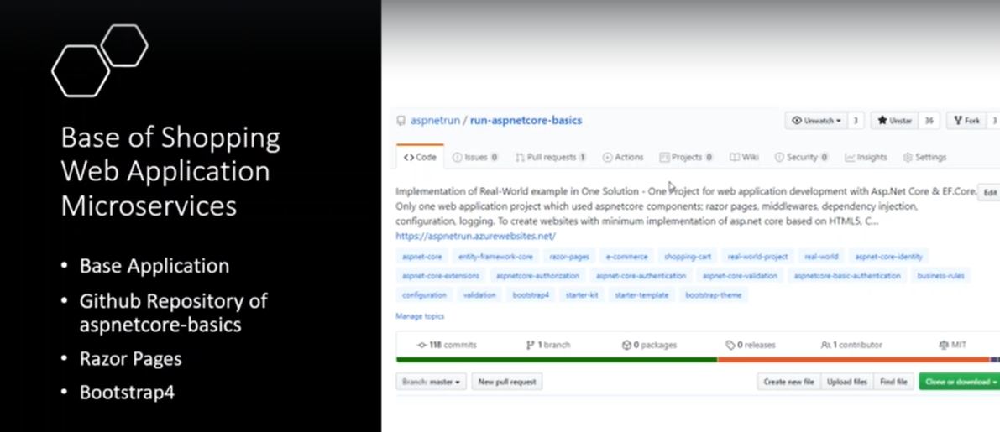 Base of Shopping
Web Application
Microservices
• Base Application
• Github Repository of
aspnetcore-basics
• Razor Pages
• Bootstrap4
aspnetrun / run-aspnetcore-basics
Unwatch 3 Unstar 36 Fork 3
Code Issues 0 Pull requests 1 Actions Projects 0 Wiki Security 0 Insights Settings
Implementation of Real-World example in One Solution - One Project for web application development with Asp.Net Core & EF.Core. Edit
Only one web application project which used aspnetcore components; razor pages, middlewares, dependency injection,
configuration, logging. To create websites with minimum implementation of asp.net core based on HTML5, C...
https://aspnetrun.azurewebsites.net/
aspnet-core entity-framework-core razor-pages e-commerce shopping-cart real-world-project real-world aspnet-core-identity
aspnet-core-extensions aspnetcore-authorization aspnet-core-authentication aspnet-core-validation aspnetcore-basic-authentication business-rules
configuration validation bootstrap4 starter-kit starter-template bootstrap-theme
Manage topics
118 commits 1 branch 0 packages 0 releases 1 contributor MIT
Branch: master New pull request Create new file Upload files Find file Clone or download